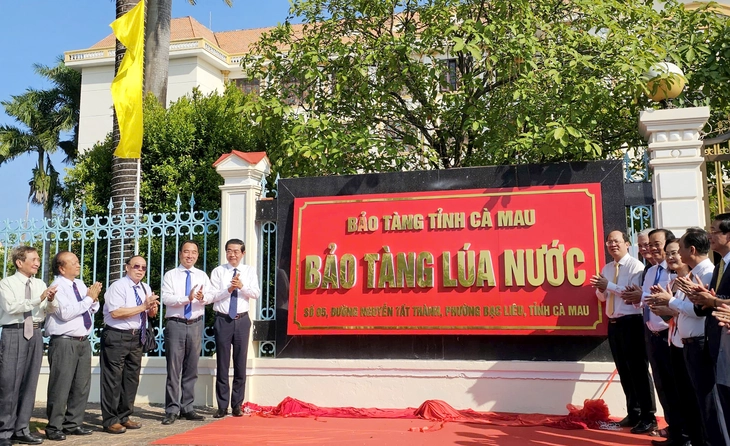 BẢO TÀNG TỈNH CÀ MAU
BẢO TÀNG LÚA NƯỚC
SỐ 06, ĐƯỜNG NGUYỄN TẤT THÀNH, PHƯỜNG BẠC LIÊU, TỈNH CÀ MAU